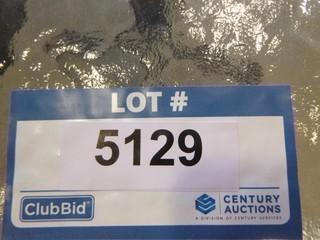 LOT #
5129
ClubBid®
CENTURY
AUCTIONS
A DIVISION OF CENTURY SERVICES